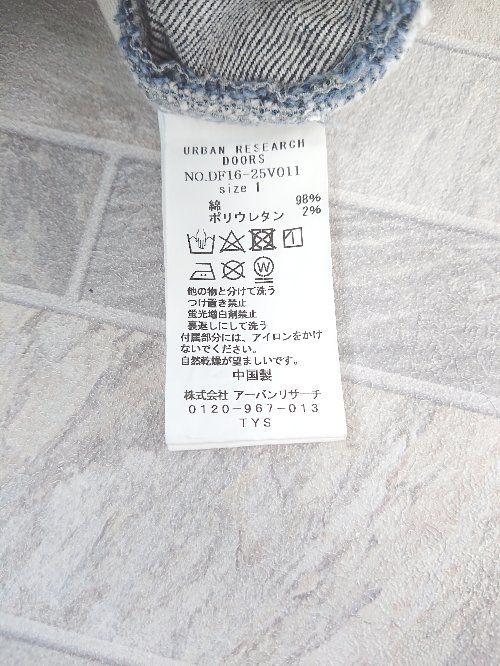 URBAN RESEARCH
DOORS
NO.DF16-25V011
size 1
綿 98%
ポリウレタン 2%
他の物と分けて洗う
つけ置き禁止
蛍光増白剤禁止
裏返しにして洗う
付属部分には、アイロンをかけ
ないでください。
自然乾燥が望ましいです。
中国製
株式会社 アーバンリサーチ
0120-967-013
TYS